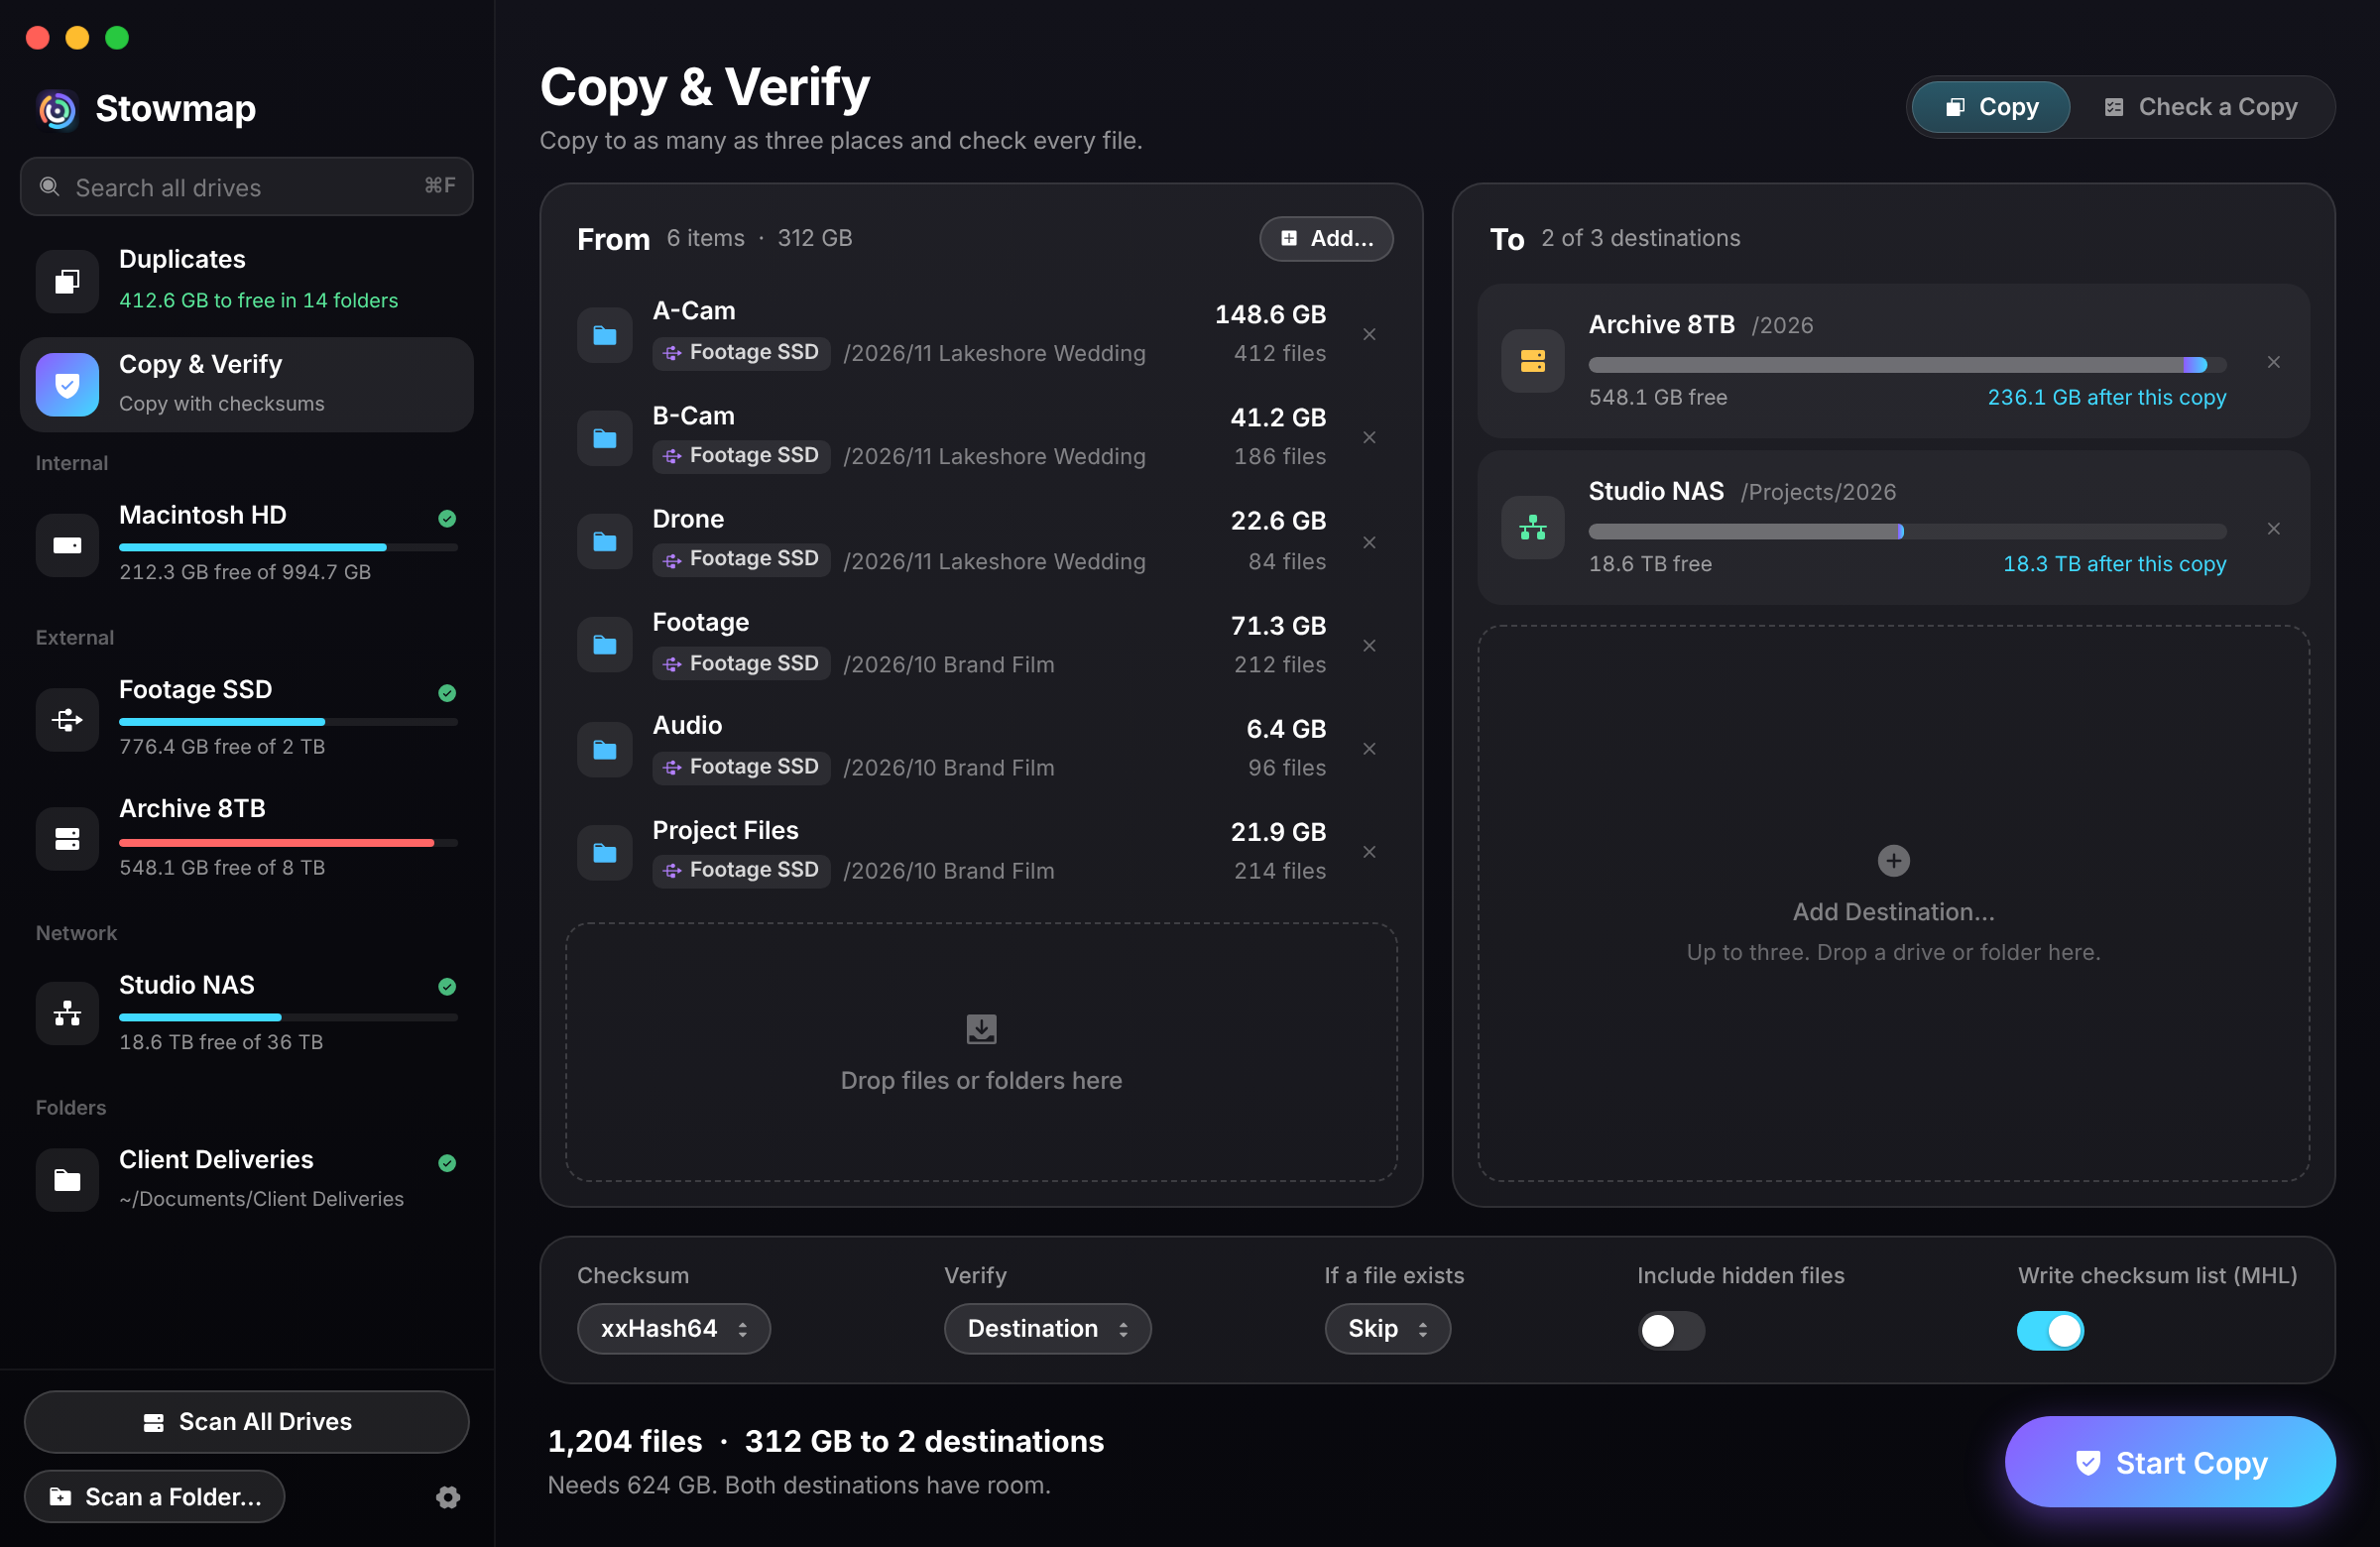 Stowmap
Search all drives ⌘F
Duplicates
412.6 GB to free in 14 folders
Copy & Verify
Copy with checksums
Internal
Macintosh HD
212.3 GB free of 994.7 GB
External
Footage SSD
776.4 GB free of 2 TB
Archive 8TB
548.1 GB free of 8 TB
Network
Studio NAS
18.6 TB free of 36 TB
Folders
Client Deliveries
~/Documents/Client Deliveries
Scan All Drives
Scan a Folder...
Copy & Verify
Copy to as many as three places and check every file.
Copy
Check a Copy
From 6 items · 312 GB
Add...
A-Cam 148.6 GB
Footage SSD /2026/11 Lakeshore Wedding 412 files
B-Cam 41.2 GB
Footage SSD /2026/11 Lakeshore Wedding 186 files
Drone 22.6 GB
Footage SSD /2026/11 Lakeshore Wedding 84 files
Footage 71.3 GB
Footage SSD /2026/10 Brand Film 212 files
Audio 6.4 GB
Footage SSD /2026/10 Brand Film 96 files
Project Files 21.9 GB
Footage SSD /2026/10 Brand Film 214 files
Drop files or folders here
To 2 of 3 destinations
Archive 8TB /2026
548.1 GB free 236.1 GB after this copy
Studio NAS /Projects/2026
18.6 TB free 18.3 TB after this copy
Add Destination...
Up to three. Drop a drive or folder here.
Checksum
xxHash64
Verify
Destination
If a file exists
Skip
Include hidden files
Write checksum list (MHL)
1,204 files · 312 GB to 2 destinations
Needs 624 GB. Both destinations have room.
Start Copy